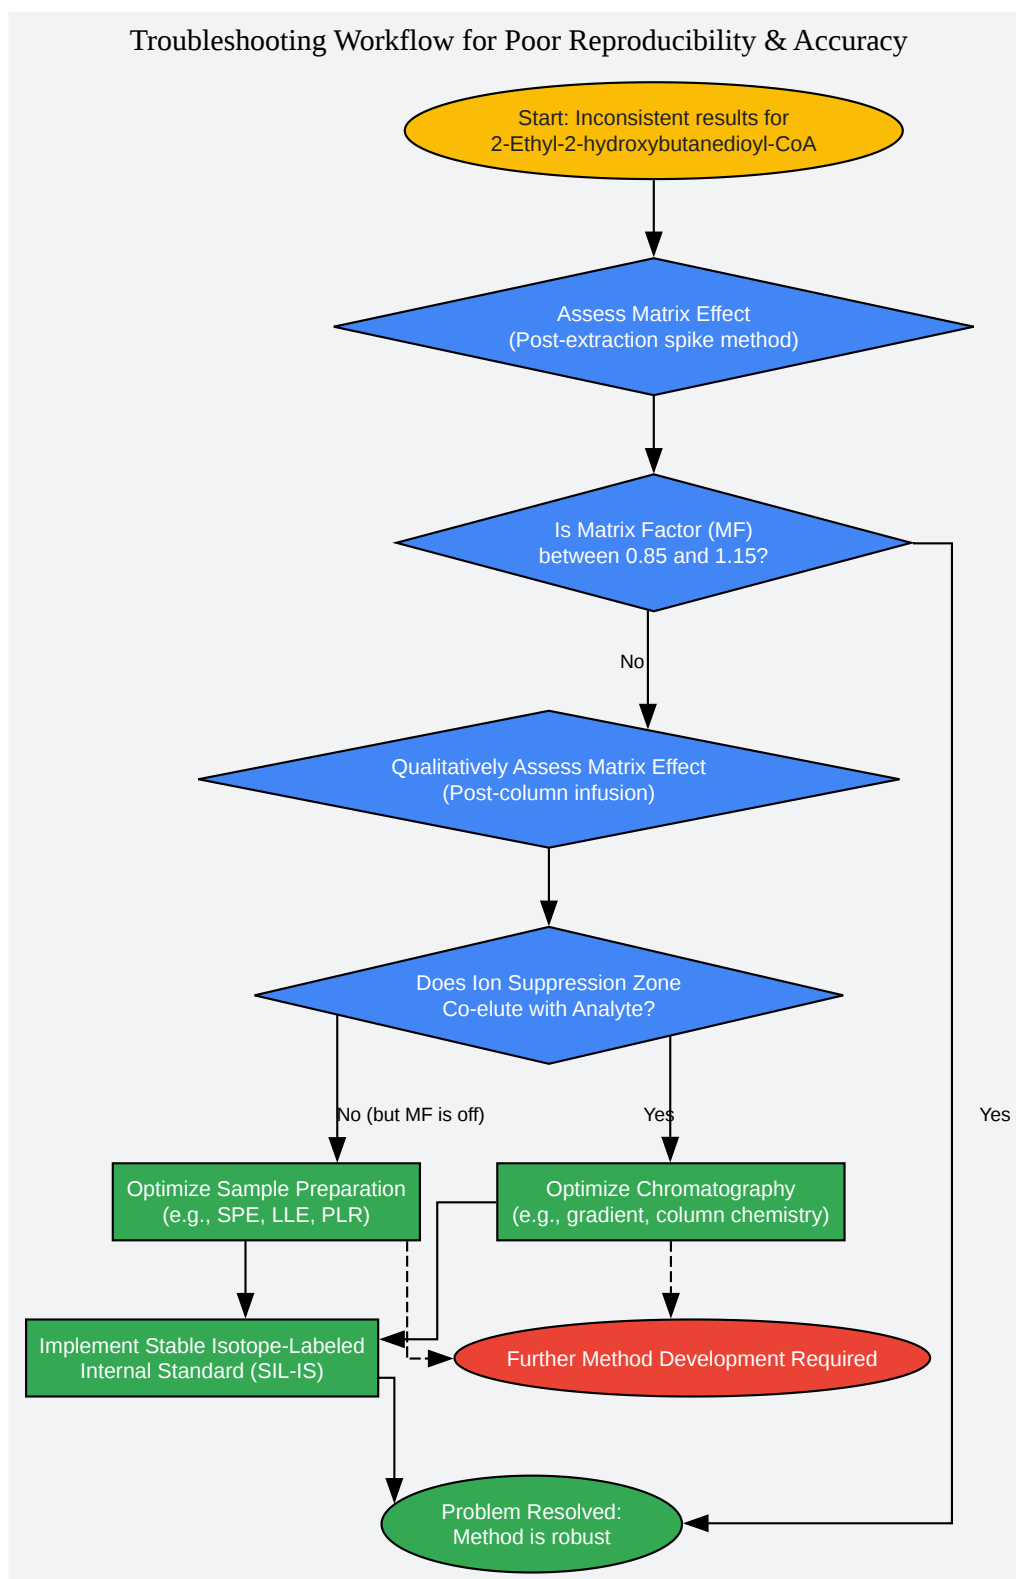 Troubleshooting Workflow for Poor Reproducibility & Accuracy
Start: Inconsistent results for
2-Ethyl-2-hydroxybutanedioyl-CoA
Assess Matrix Effect
(Post-extraction spike method)
Is Matrix Factor (MF)
between 0.85 and 1.15?
No
Qualitatively Assess Matrix Effect
(Post-column infusion)
Does Ion Suppression Zone
Co-elute with Analyte?
No (but MF is off)
Yes
Yes
Optimize Sample Preparation
(e.g., SPE, LLE, PLR)
Optimize Chromatography
(e.g., gradient, column chemistry)
Implement Stable Isotope-Labeled
Internal Standard (SIL-IS)
Further Method Development Required
Problem Resolved:
Method is robust